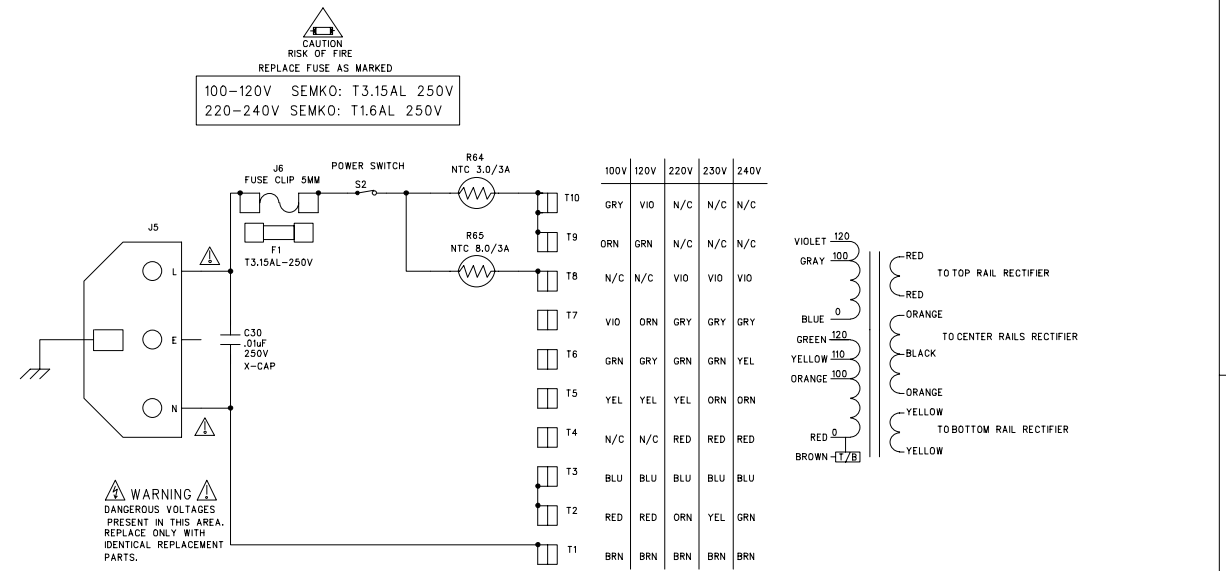 CAUTION
RISK OF FIRE
REPLACE FUSE AS MARKED
100-120V SEMKO: T3.15AL 250V
220-240V SEMKO: T1.6AL 250V
J6
FUSE CLIP 5MM
POWER SWITCH
S2
R64
NTC 3.0/3A
R65
NTC 8.0/3A
F1
T3.15AL-250V
J5
L
E
N
C30
.01uF
250V
X-CAP
WARNING
DANGEROUS VOLTAGES
PRESENT IN THIS AREA.
REPLACE ONLY WITH
IDENTICAL REPLACEMENT
PARTS.
100V 120V 220V 230V 240V
T10 GRY VIO N/C N/C N/C
T9 ORN GRN N/C N/C N/C
T8 N/C N/C VIO VIO VIO
T7 VIO ORN GRY GRY GRY
T6 GRN GRY GRN GRN YEL
T5 YEL YEL YEL ORN ORN
T4 N/C N/C RED RED RED
T3 BLU BLU BLU BLU BLU
T2 RED RED ORN YEL GRN
T1 BRN BRN BRN BRN BRN
VIOLET 120
GRAY 100
BLUE 0
GREEN 120
YELLOW 110
ORANGE 100
RED 0
BROWN T/B
RED
TO TOP RAIL RECTIFIER
RED
ORANGE
TO CENTER RAILS RECTIFIER
BLACK
ORANGE
YELLOW
TO BOTTOM RAIL RECTIFIER
YELLOW